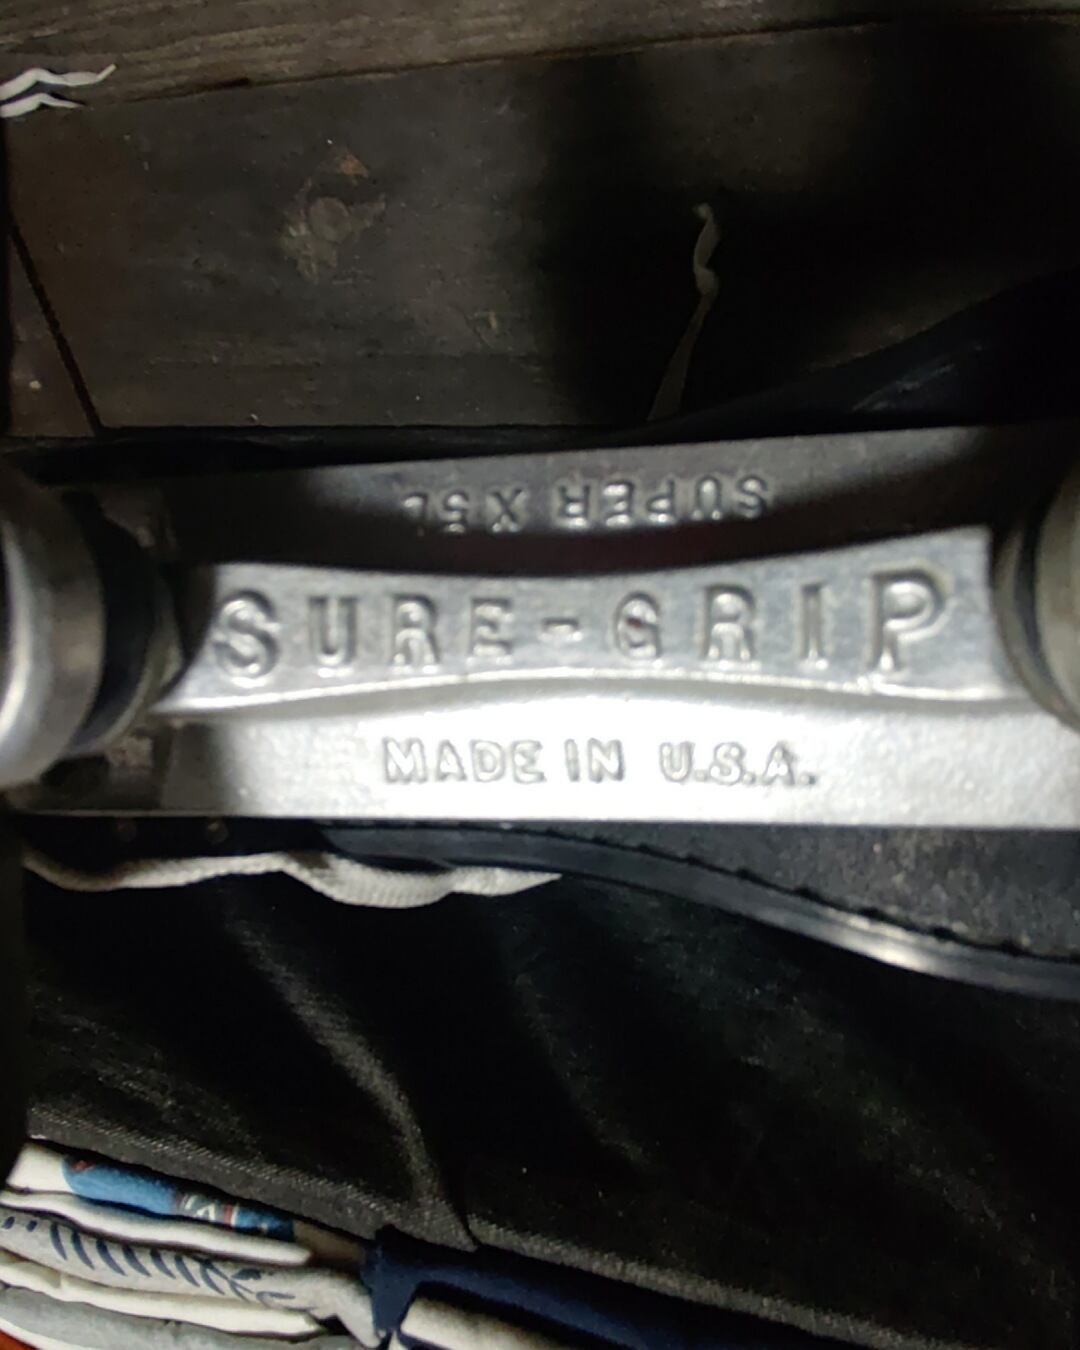 SUPER X 5L
SURE-GRIP
MADE IN U.S.A.